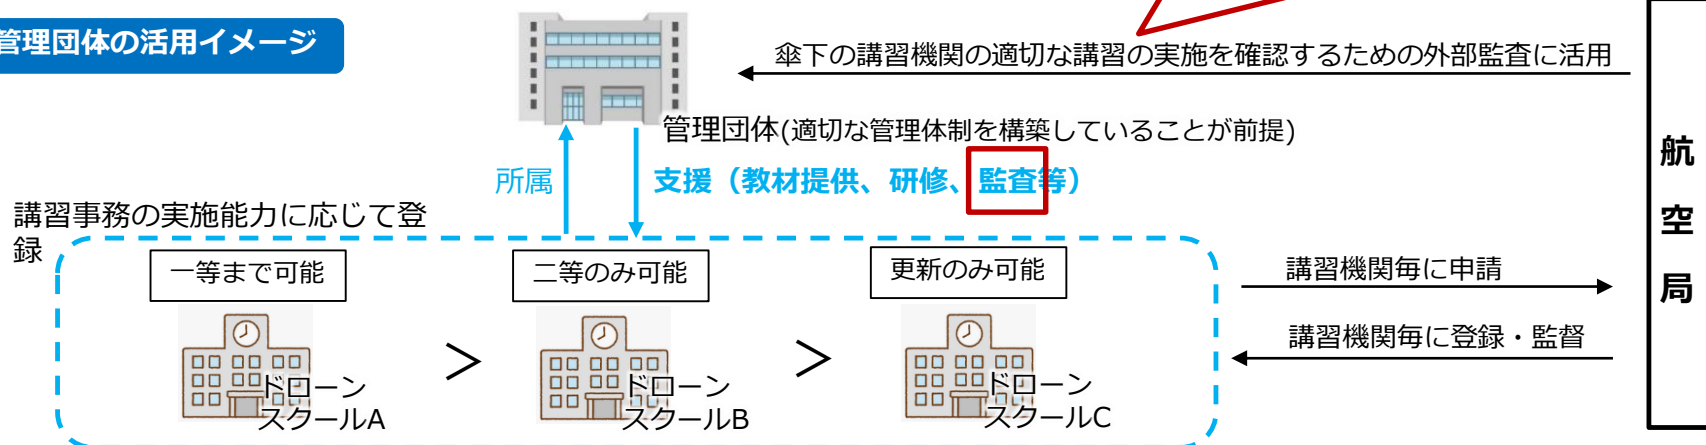 管理団体の活用イメージ
傘下の講習機関の適切な講習の実施を確認するための外部監査に活用
管理団体(適切な管理体制を構築していることが前提)
所属
支援（教材提供、研修、監査等）
講習事務の実施能力に応じて登
録
一等まで可能
二等のみ可能
更新のみ可能
ドローン
スクールA
＞
ドローン
スクールB
＞
ドローン
スクールC
講習機関毎に申請
講習機関毎に登録・監督
航
空
局